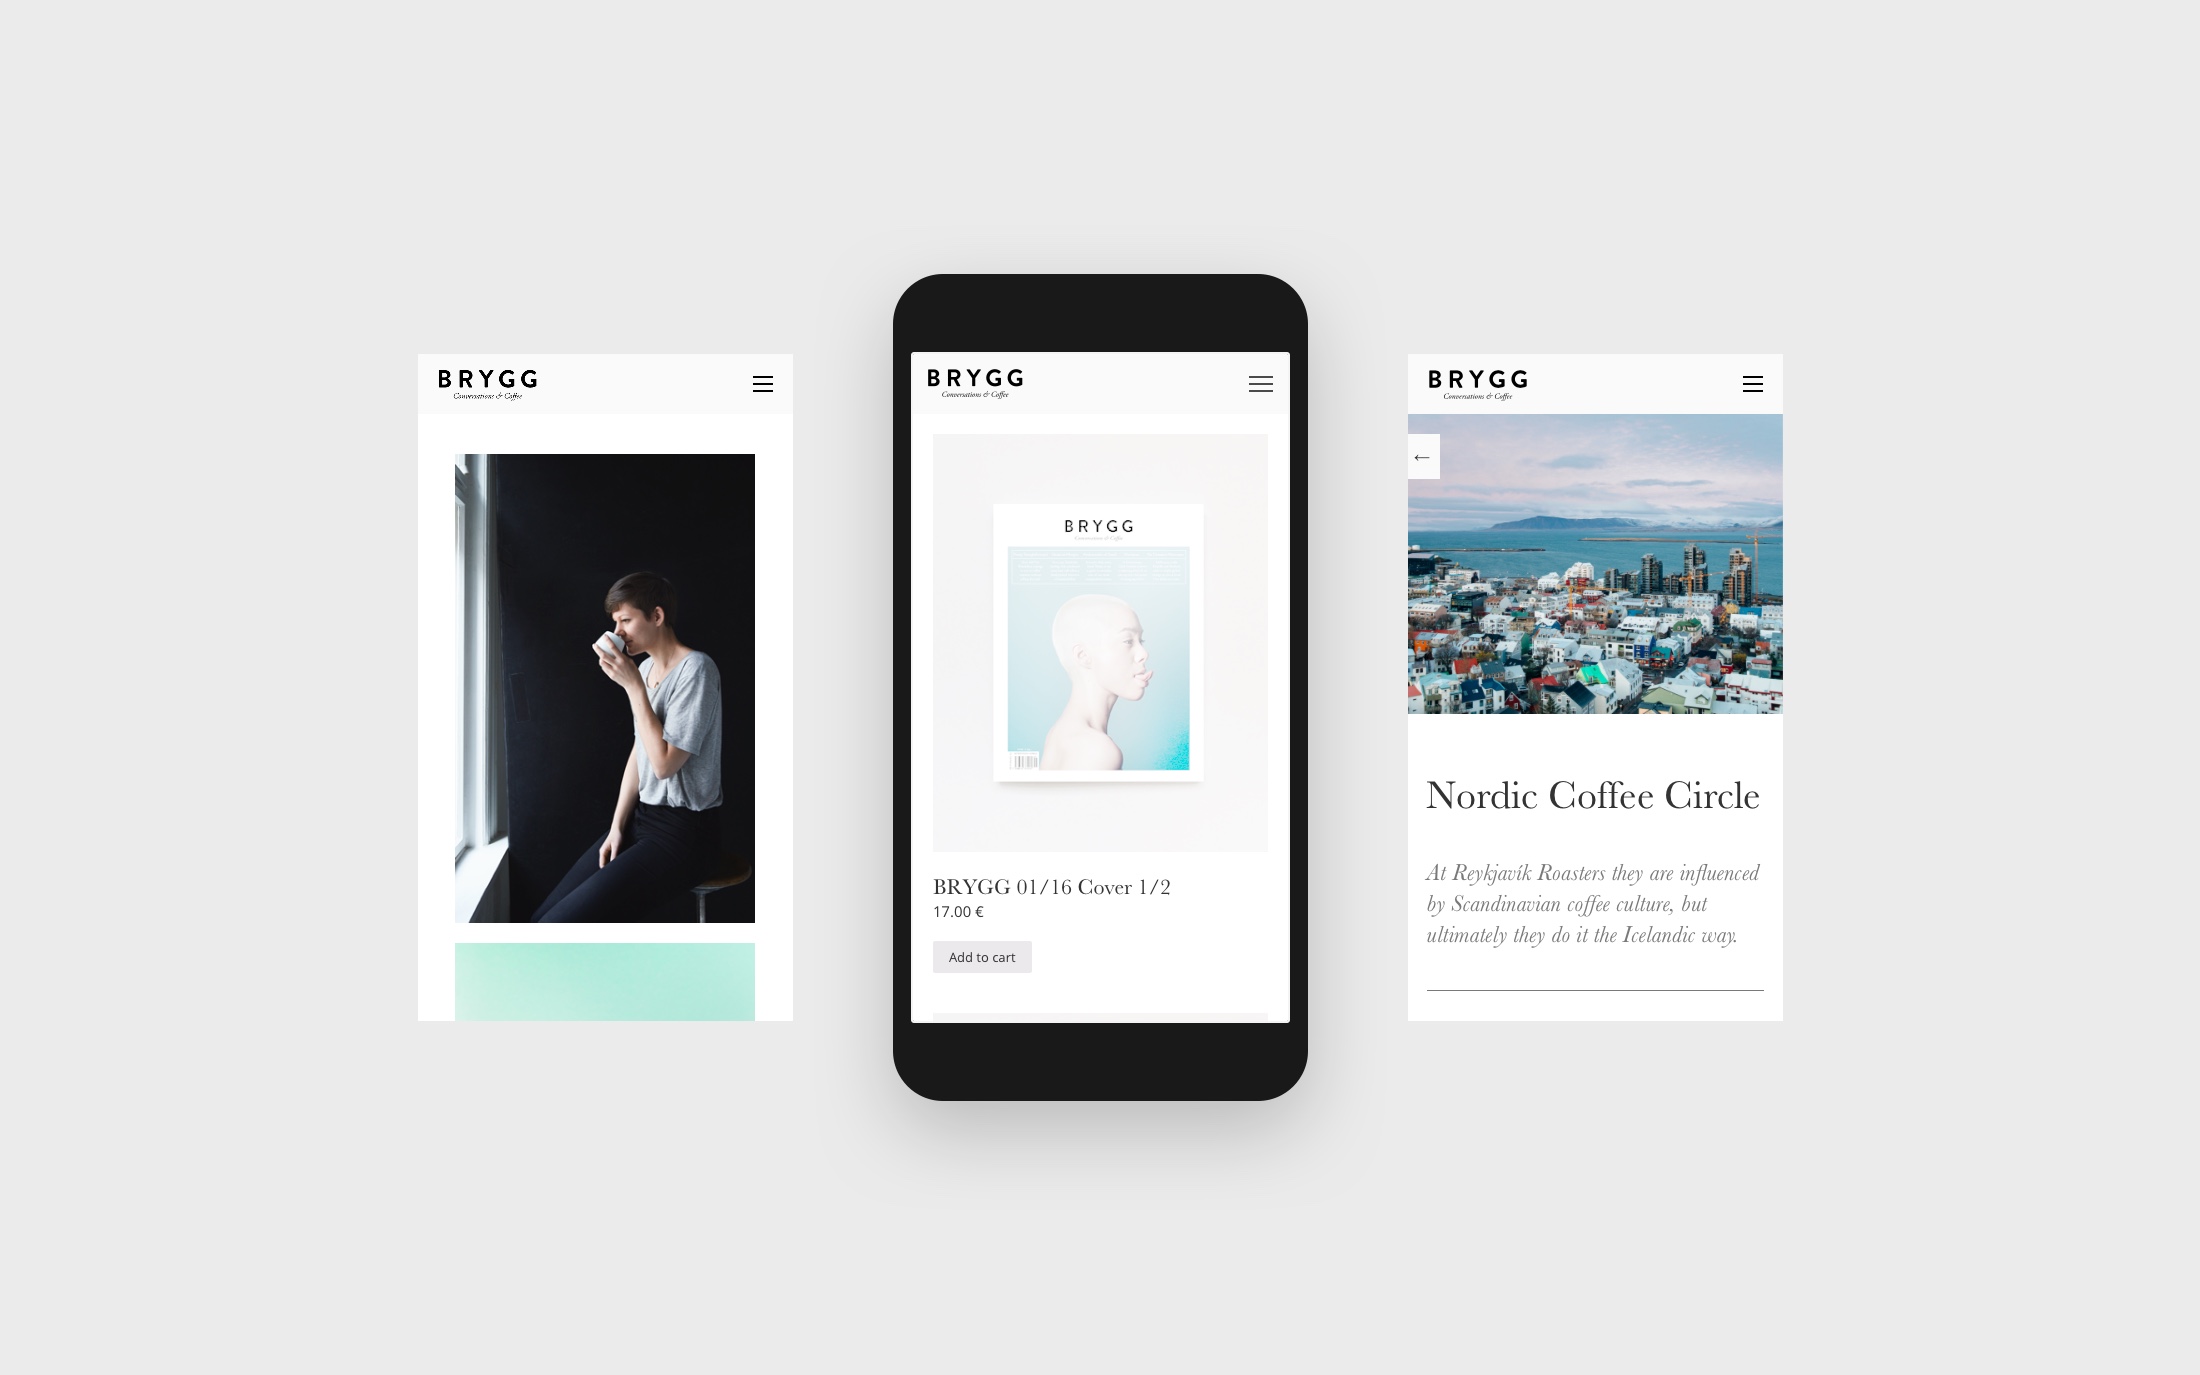 BRYGG
Conversations & Coffee
BRYGG
Conversations & Coffee
BRYGG
Conversations & Coffee
BRYGG 01/16 Cover 1/2
17.00 €
Add to cart
BRYGG
Conversations & Coffee
←
Nordic Coffee Circle
At Reykjavík Roasters they are influenced
by Scandinavian coffee culture, but
ultimately they do it the Icelandic way.